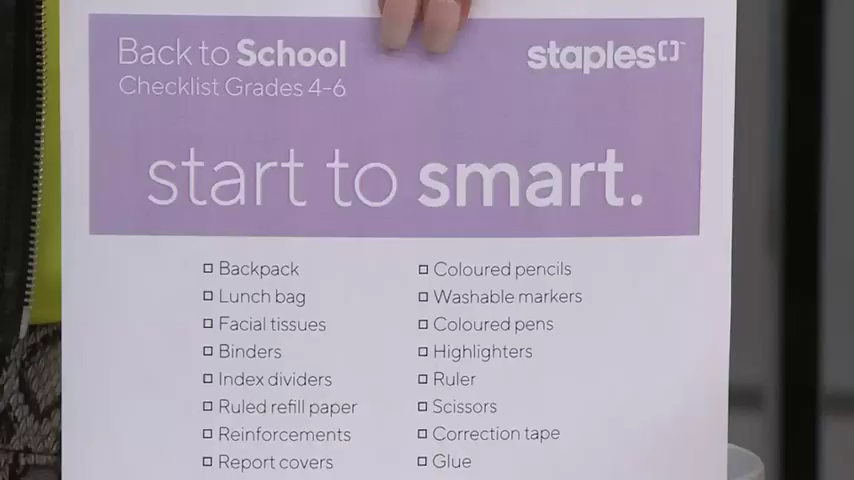 Back to School
Checklist Grades 4-6
staples
start to smart.
Backpack
Lunch bag
Facial tissues
Binders
Index dividers
Ruled refill paper
Reinforcements
Report covers
Coloured pencils
Washable markers
Coloured pens
Highlighters
Ruler
Scissors
Correction tape
Glue